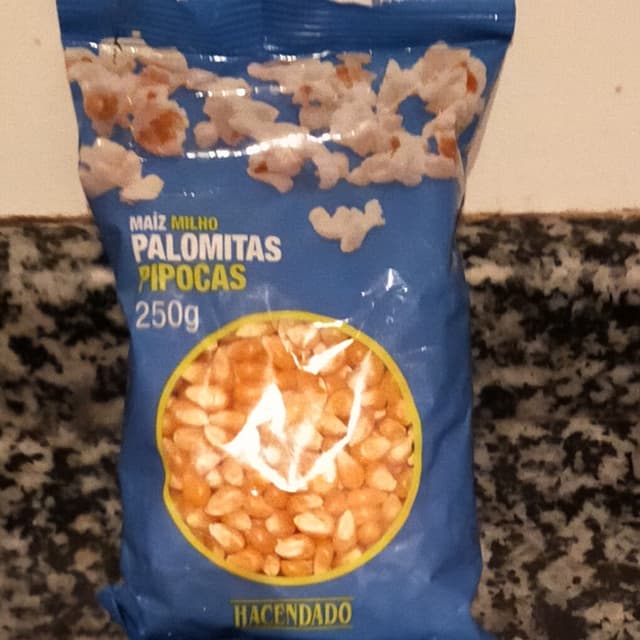 MAÍZ MILHO
PALOMITAS
PIPOCAS
250g
HACENDADO